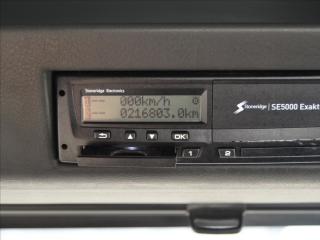 Stoneridge Electronics
Stoneridge | SE5000 Exakt
000km/h
0216803.0km
OK
1 2